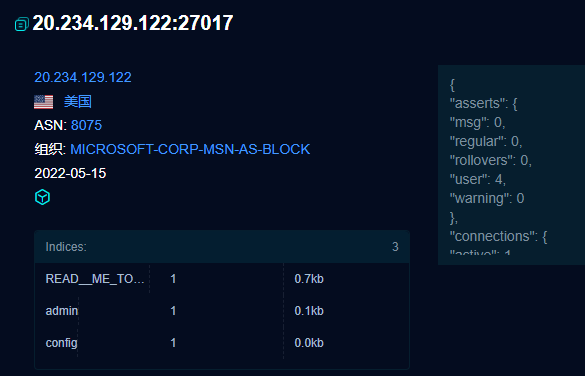 20.234.129.122:27017
20.234.129.122
美国
ASN: 8075
组织: MICROSOFT-CORP-MSN-AS-BLOCK
2022-05-15
Indices: 3
READ__ME_TO... 1 0.7kb
admin 1 0.1kb
config 1 0.0kb
{
"asserts": {
"msg": 0,
"regular": 0,
"rollovers": 0,
"user": 4,
"warning": 0
},
"connections": {
"active": 1